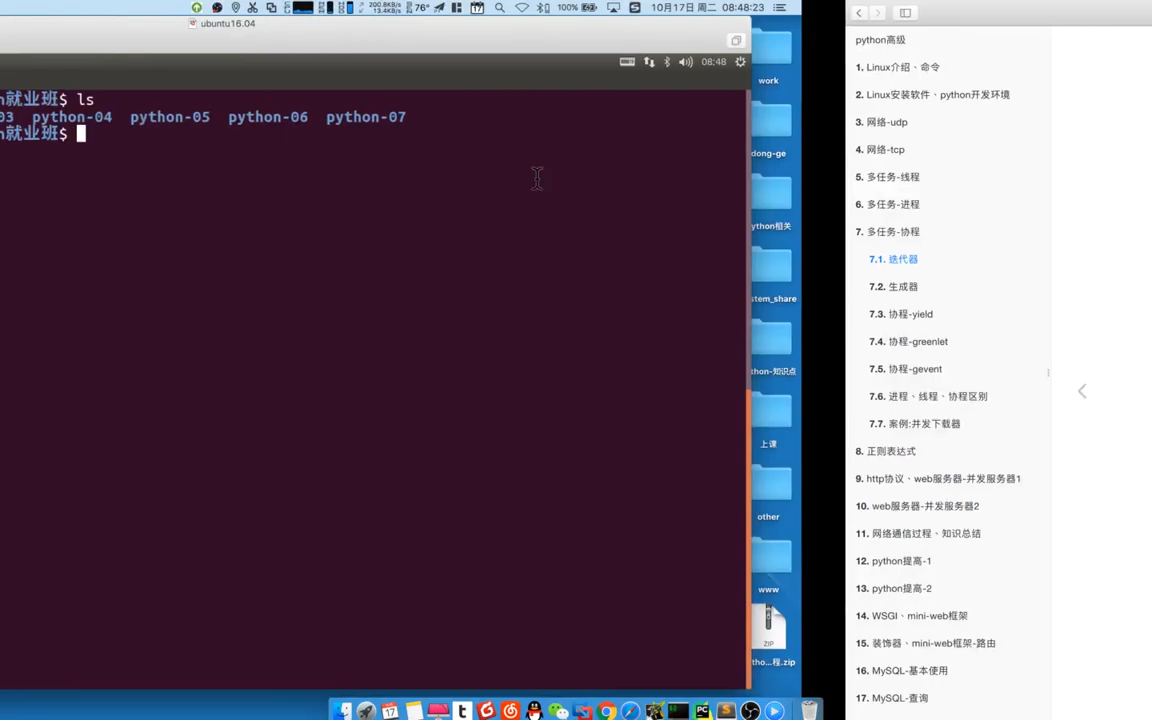 200.8KB/s
13.4KB/s
76°
17
100%
10月17日 周二 08:48:23
ubuntu16.04
08:48
n就业班$ ls
03 python-04 python-05 python-06 python-07
n就业班$
work
dong-ge
ython相关
stem_share
thon-知识点
上课
other
www
ZIP
tho...程.zip
17
python高级
1. Linux介绍、命令
2. Linux安装软件、python开发环境
3. 网络-udp
4. 网络-tcp
5. 多任务-线程
6. 多任务-进程
7. 多任务-协程
7.1. 迭代器
7.2. 生成器
7.3. 协程-yield
7.4. 协程-greenlet
7.5. 协程-gevent
7.6. 进程、线程、协程区别
7.7. 案例:并发下载器
8. 正则表达式
9. http协议、web服务器-并发服务器1
10. web服务器-并发服务器2
11. 网络通信过程、知识总结
12. python提高-1
13. python提高-2
14. WSGI、mini-web框架
15. 装饰器、mini-web框架-路由
16. MySQL-基本使用
17. MySQL-查询